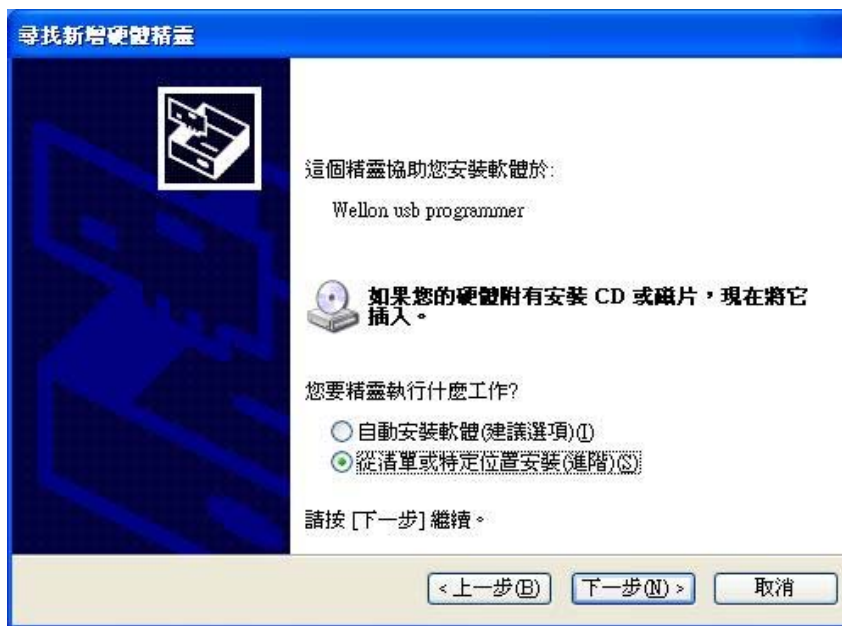 尋找新增硬體精靈
這個精靈協助您安裝軟體於:
Wellon usb programmer
如果您的硬體附有安裝 CD 或磁片，現在將它
插入。
您要精靈執行什麼工作?
自動安裝軟體(建議選項)(I)
從清單或特定位置安裝(進階)(S)
請按 [下一步] 繼續。
<上一步(B) 下一步(N)> 取消